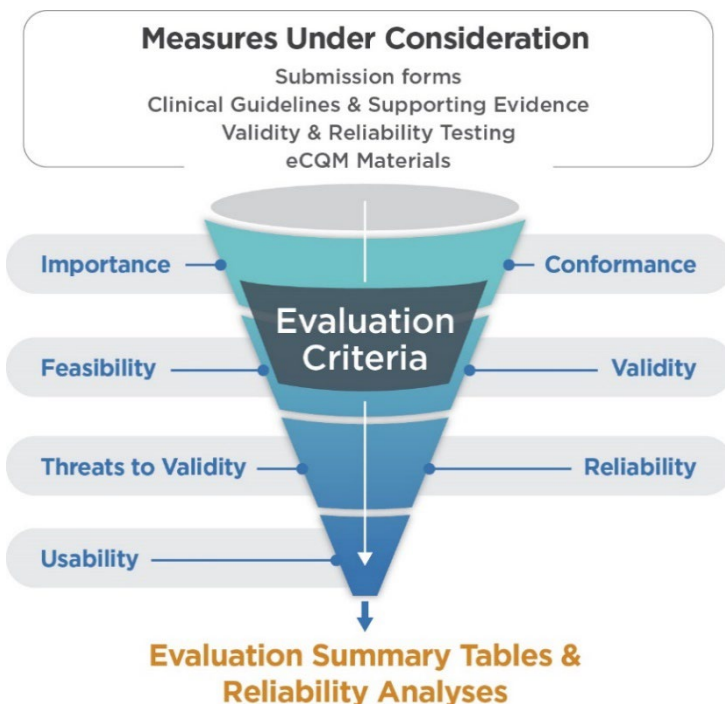 Measures Under Consideration
Submission forms
Clinical Guidelines & Supporting Evidence
Validity & Reliability Testing
eCQM Materials
Importance
Conformance
Evaluation
Criteria
Feasibility
Validity
Threats to Validity
Reliability
Usability
Evaluation Summary Tables &
Reliability Analyses